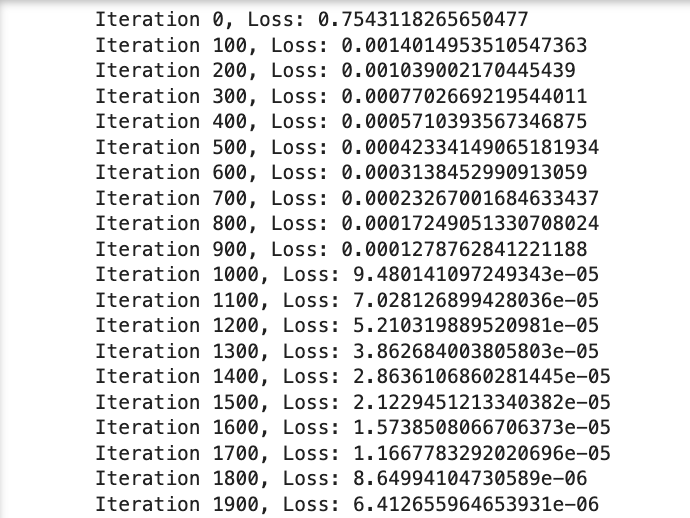 Iteration 0, Loss: 0.7543118265650477
Iteration 100, Loss: 0.0014014953510547363
Iteration 200, Loss: 0.001039002170445439
Iteration 300, Loss: 0.0007702669219544011
Iteration 400, Loss: 0.0005710393567346875
Iteration 500, Loss: 0.00042334149065181934
Iteration 600, Loss: 0.0003138452990913059
Iteration 700, Loss: 0.00023267001684633437
Iteration 800, Loss: 0.00017249051330708024
Iteration 900, Loss: 0.0001278762841221188
Iteration 1000, Loss: 9.480141097249343e-05
Iteration 1100, Loss: 7.028126899428036e-05
Iteration 1200, Loss: 5.210319889520981e-05
Iteration 1300, Loss: 3.862684003805803e-05
Iteration 1400, Loss: 2.8636106860281445e-05
Iteration 1500, Loss: 2.1229451213340382e-05
Iteration 1600, Loss: 1.5738508066706373e-05
Iteration 1700, Loss: 1.1667783292020696e-05
Iteration 1800, Loss: 8.64994104730589e-06
Iteration 1900, Loss: 6.412655964653931e-06